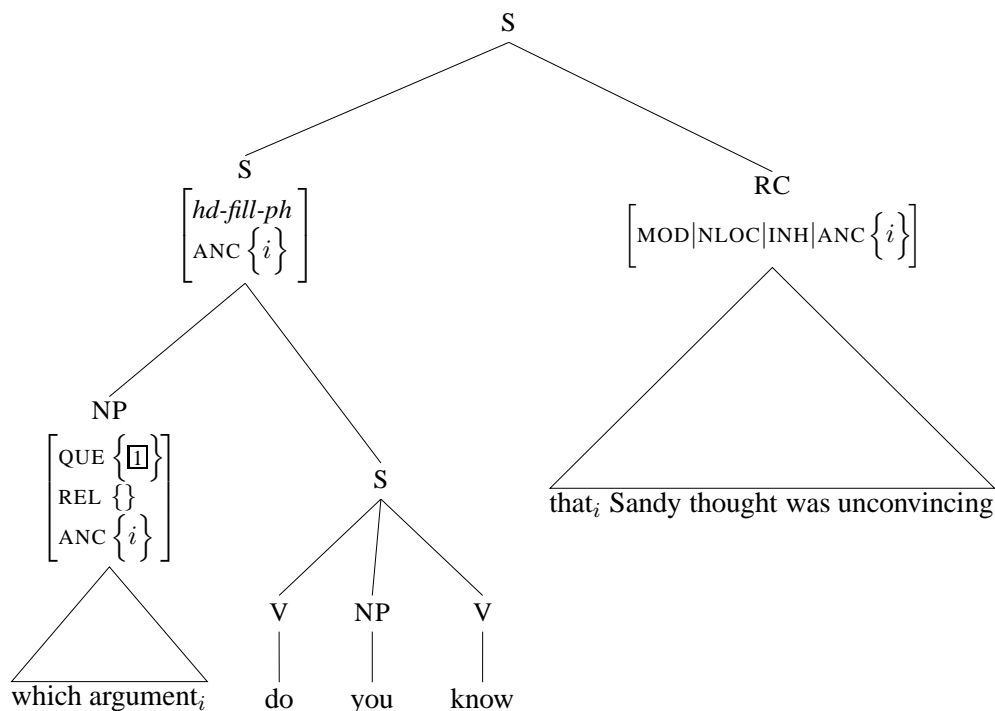 S
S
RC
[hd-fill-ph
ANC {i}]
[MOD|NLOC|INH|ANC {i}]
NP
[QUE {[1]}
REL {}
ANC {i}]
S
that_i Sandy thought was unconvincing
V NP V
which argument_i do you know